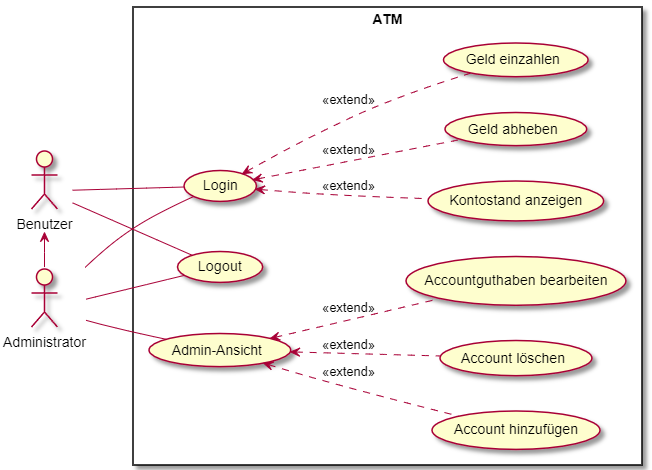 ATM
Geld einzahlen
«extend»
Geld abheben
«extend»
Login
«extend»
Kontostand anzeigen
Benutzer
Logout
Accountguthaben bearbeiten
«extend»
Administrator
Admin-Ansicht
«extend»
Account löschen
«extend»
Account hinzufügen